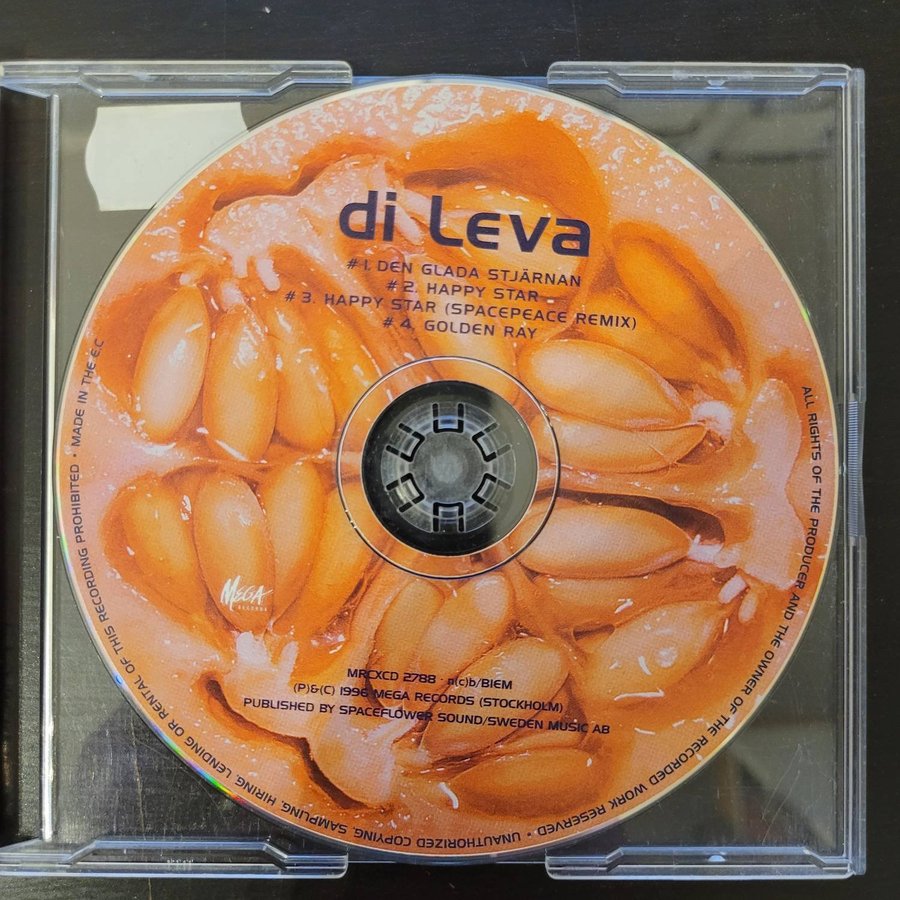 di Leva
#1. DEN GLADA STJÄRNAN
#2. HAPPY STAR
#3. HAPPY STAR (SPACEPEACE REMIX)
#4. GOLDEN RAY
MEGA
RECORDS
MRCXCD 2788 · n(c)b/BIEM
(P)&(C) 1996 MEGA RECORDS (STOCKHOLM)
PUBLISHED BY SPACEFLOWER SOUND/SWEDEN MUSIC AB
ALL RIGHTS OF THE PRODUCER AND THE OWNER OF THE RECORDED WORK RESERVED · UNAUTHORIZED COPYING, SAMPLING, HIRING, LENDING OR RENTAL OF THIS RECORDING PROHIBITED · MADE IN THE E.C